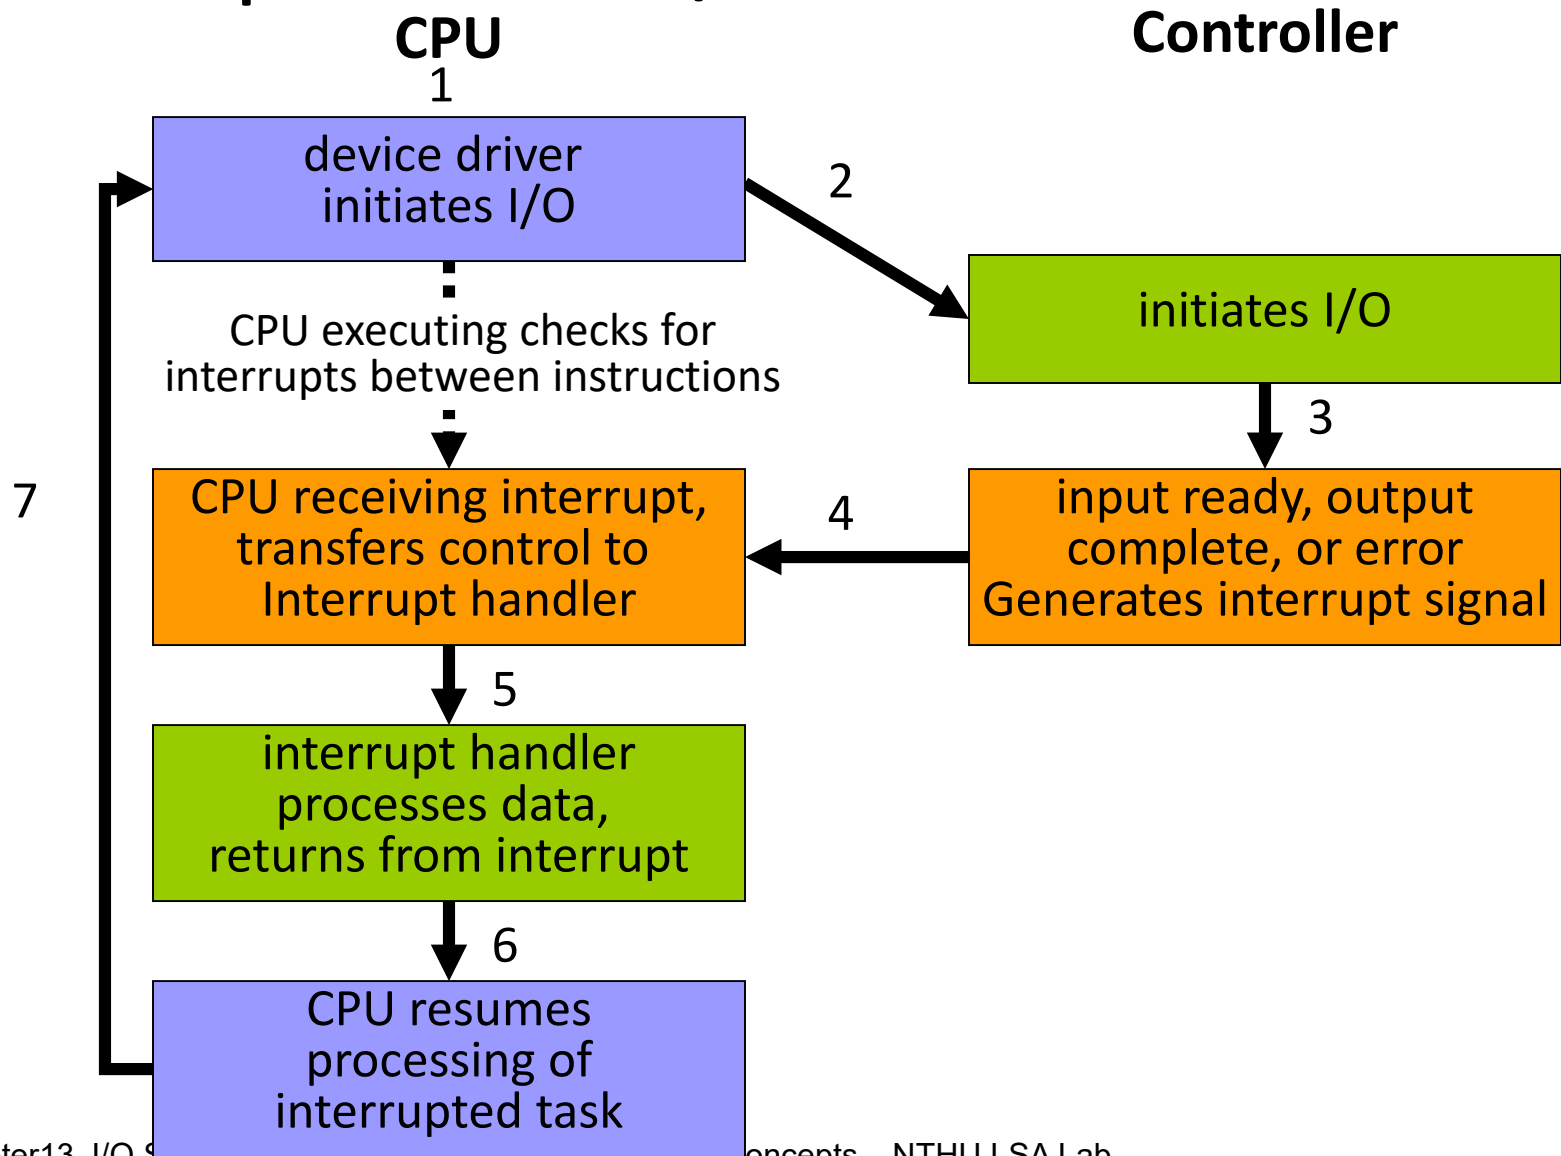 CPU
Controller
1
device driver
initiates I/O
2
initiates I/O
CPU executing checks for
interrupts between instructions
3
7
CPU receiving interrupt,
transfers control to
Interrupt handler
4
input ready, output
complete, or error
Generates interrupt signal
5
interrupt handler
processes data,
returns from interrupt
6
CPU resumes
processing of
interrupted task
I/O NTHU LSA Lab